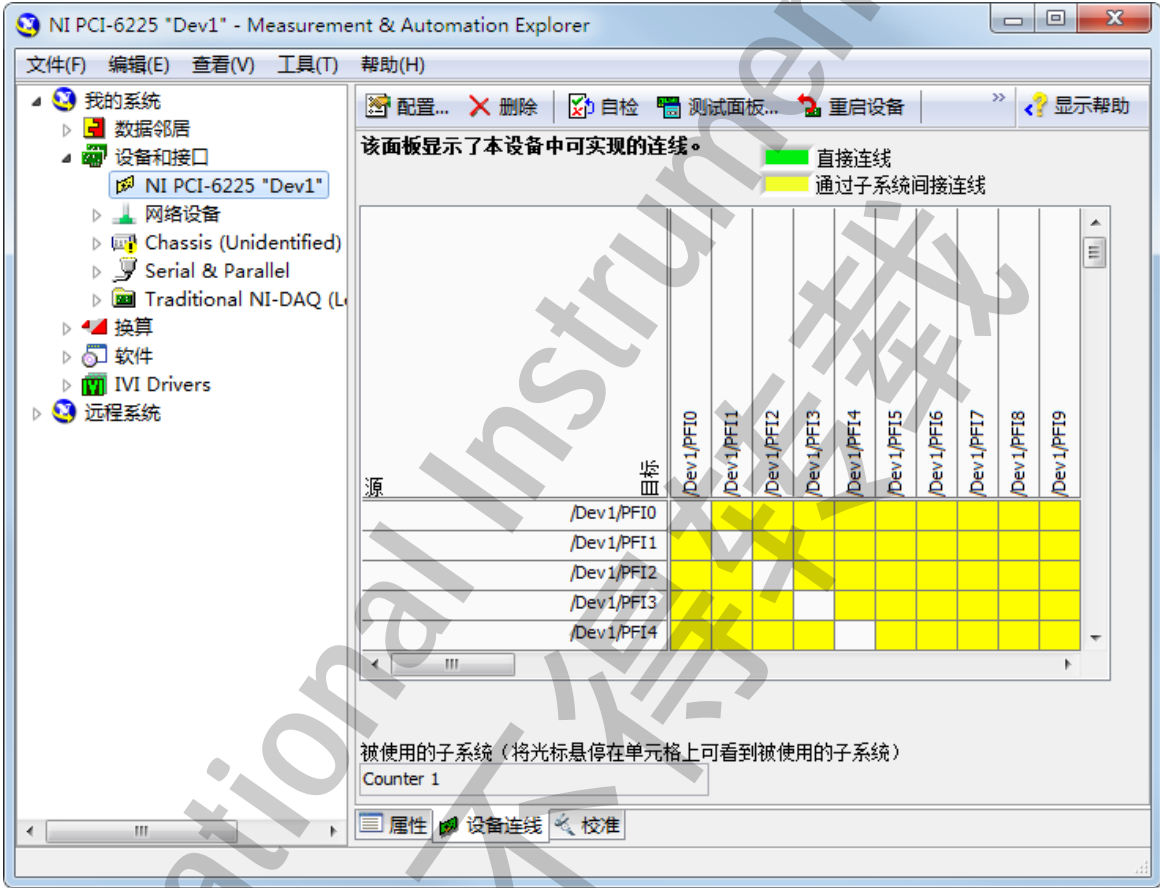 NI PCI-6225 "Dev1" - Measurement & Automation Explorer
文件(F) 编辑(E) 查看(V) 工具(T) 帮助(H)
我的系统
数据邻居
设备和接口
NI PCI-6225 "Dev1"
网络设备
Chassis (Unidentified)
Serial & Parallel
Traditional NI-DAQ (Le
换算
软件
IVI Drivers
远程系统
配置... 删除 自检 测试面板... 重启设备 » 显示帮助
该面板显示了本设备中可实现的连线。
直接连线
通过子系统间接连线
源
目标
/Dev1/PFI0
/Dev1/PFI1
/Dev1/PFI2
/Dev1/PFI3
/Dev1/PFI4
/Dev1/PFI5
/Dev1/PFI6
/Dev1/PFI7
/Dev1/PFI8
/Dev1/PFI9
/Dev1/PFI0
/Dev1/PFI1
/Dev1/PFI2
/Dev1/PFI3
/Dev1/PFI4
被使用的子系统（将光标悬停在单元格上可看到被使用的子系统）
Counter 1
属性 设备连线 校准
ational Instrumen
不得转载